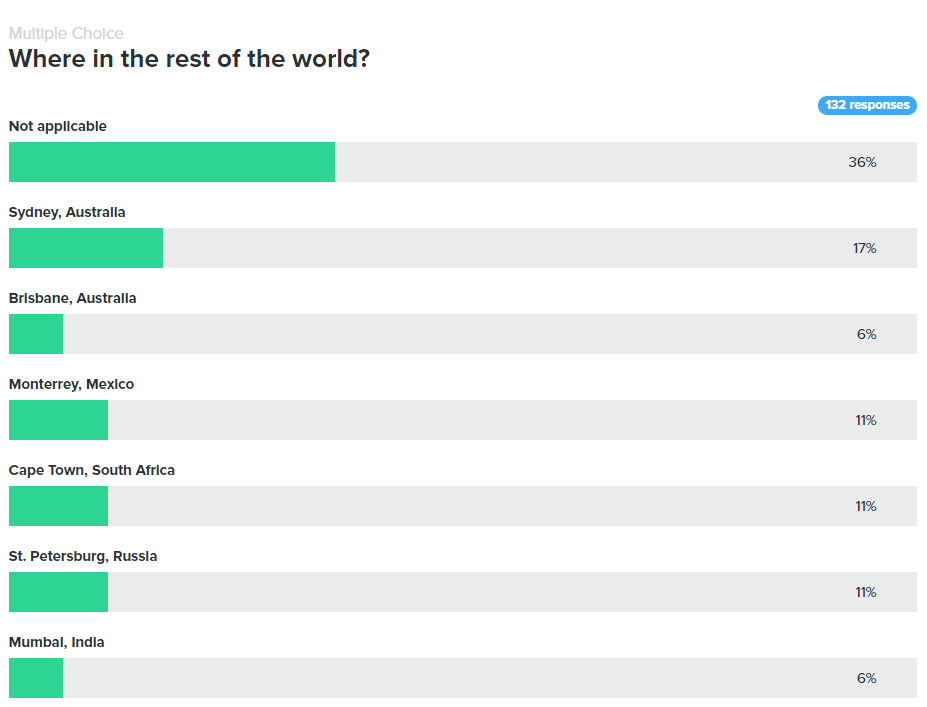 Multiple Choice
Where in the rest of the world?
132 responses
Not applicable
36%
Sydney, Australia
17%
Brisbane, Australia
6%
Monterrey, Mexico
11%
Cape Town, South Africa
11%
St. Petersburg, Russia
11%
Mumbai, India
6%